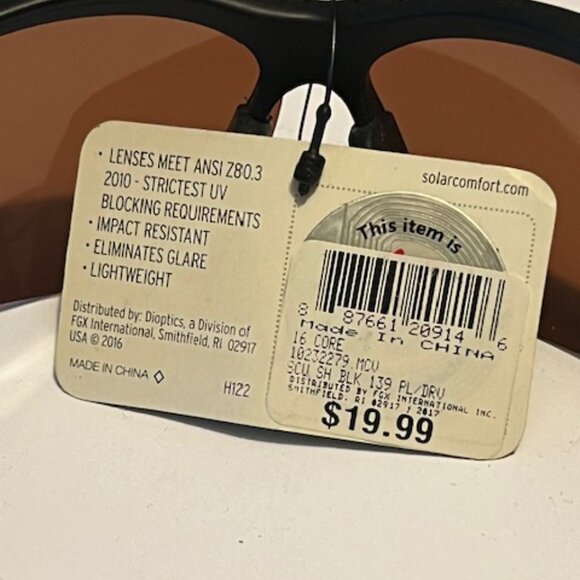 • LENSES MEET ANSI Z80.3
2010 - STRICTEST UV
BLOCKING REQUIREMENTS
• IMPACT RESISTANT
• ELIMINATES GLARE
• LIGHTWEIGHT
Distributed by: Dioptics, a Division of
FGX International, Smithfield, RI 02917
USA © 2016
MADE IN CHINA
H122
solarcomfort.com
This item is
8 87661 20914 6
Made In CHINA
16 CORE
10232279.MCV
SCU SH BLK 139 PL/DRV
DISTRIBUTED BY FGX INTERNATIONAL INC.
SMITHFIELD, RI 02917 / 2017
$19.99